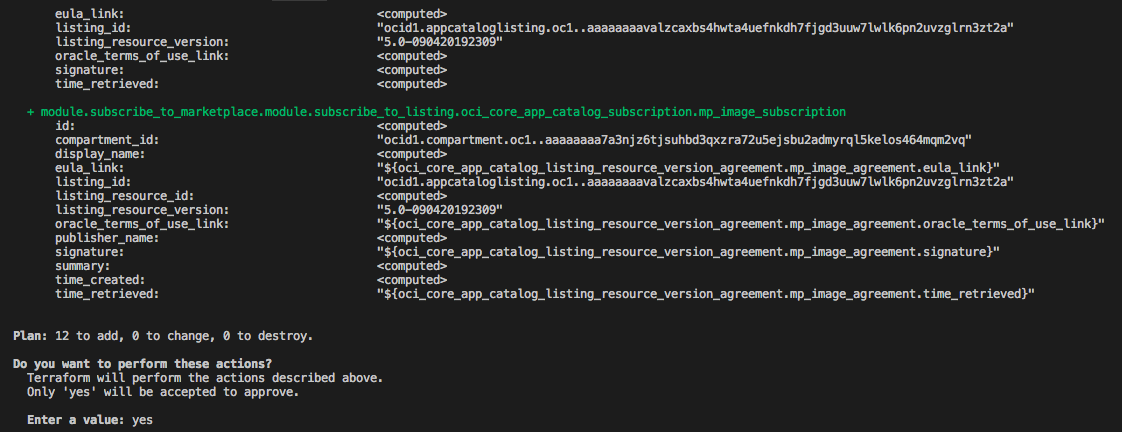 eula_link: <computed>
listing_id: "ocid1.appcataloglisting.oc1..aaaaaaaavalzcaxbs4hwta4uefnkdh7fjgd3uuw7lwlk6pn2uvzglrn3zt2a"
listing_resource_version: "5.0-090420192309"
oracle_terms_of_use_link: <computed>
signature: <computed>
time_retrieved: <computed>
+ module.subscribe_to_marketplace.module.subscribe_to_listing.oci_core_app_catalog_subscription.mp_image_subscription
id: <computed>
compartment_id: "ocid1.compartment.oc1..aaaaaaaa7a3njz6tjsuhbd3qxzra72u5ejsbu2admyrql5kelos464mqm2vq"
display_name: <computed>
eula_link: "${oci_core_app_catalog_listing_resource_version_agreement.mp_image_agreement.eula_link}"
listing_id: "ocid1.appcataloglisting.oc1..aaaaaaaavalzcaxbs4hwta4uefnkdh7fjgd3uuw7lwlk6pn2uvzglrn3zt2a"
listing_resource_id: <computed>
listing_resource_version: "5.0-090420192309"
oracle_terms_of_use_link: "${oci_core_app_catalog_listing_resource_version_agreement.mp_image_agreement.oracle_terms_of_use_link}"
publisher_name: <computed>
signature: "${oci_core_app_catalog_listing_resource_version_agreement.mp_image_agreement.signature}"
summary: <computed>
time_created: <computed>
time_retrieved: "${oci_core_app_catalog_listing_resource_version_agreement.mp_image_agreement.time_retrieved}"
Plan: 12 to add, 0 to change, 0 to destroy.
Do you want to perform these actions?
Terraform will perform the actions described above.
Only 'yes' will be accepted to approve.
Enter a value: yes